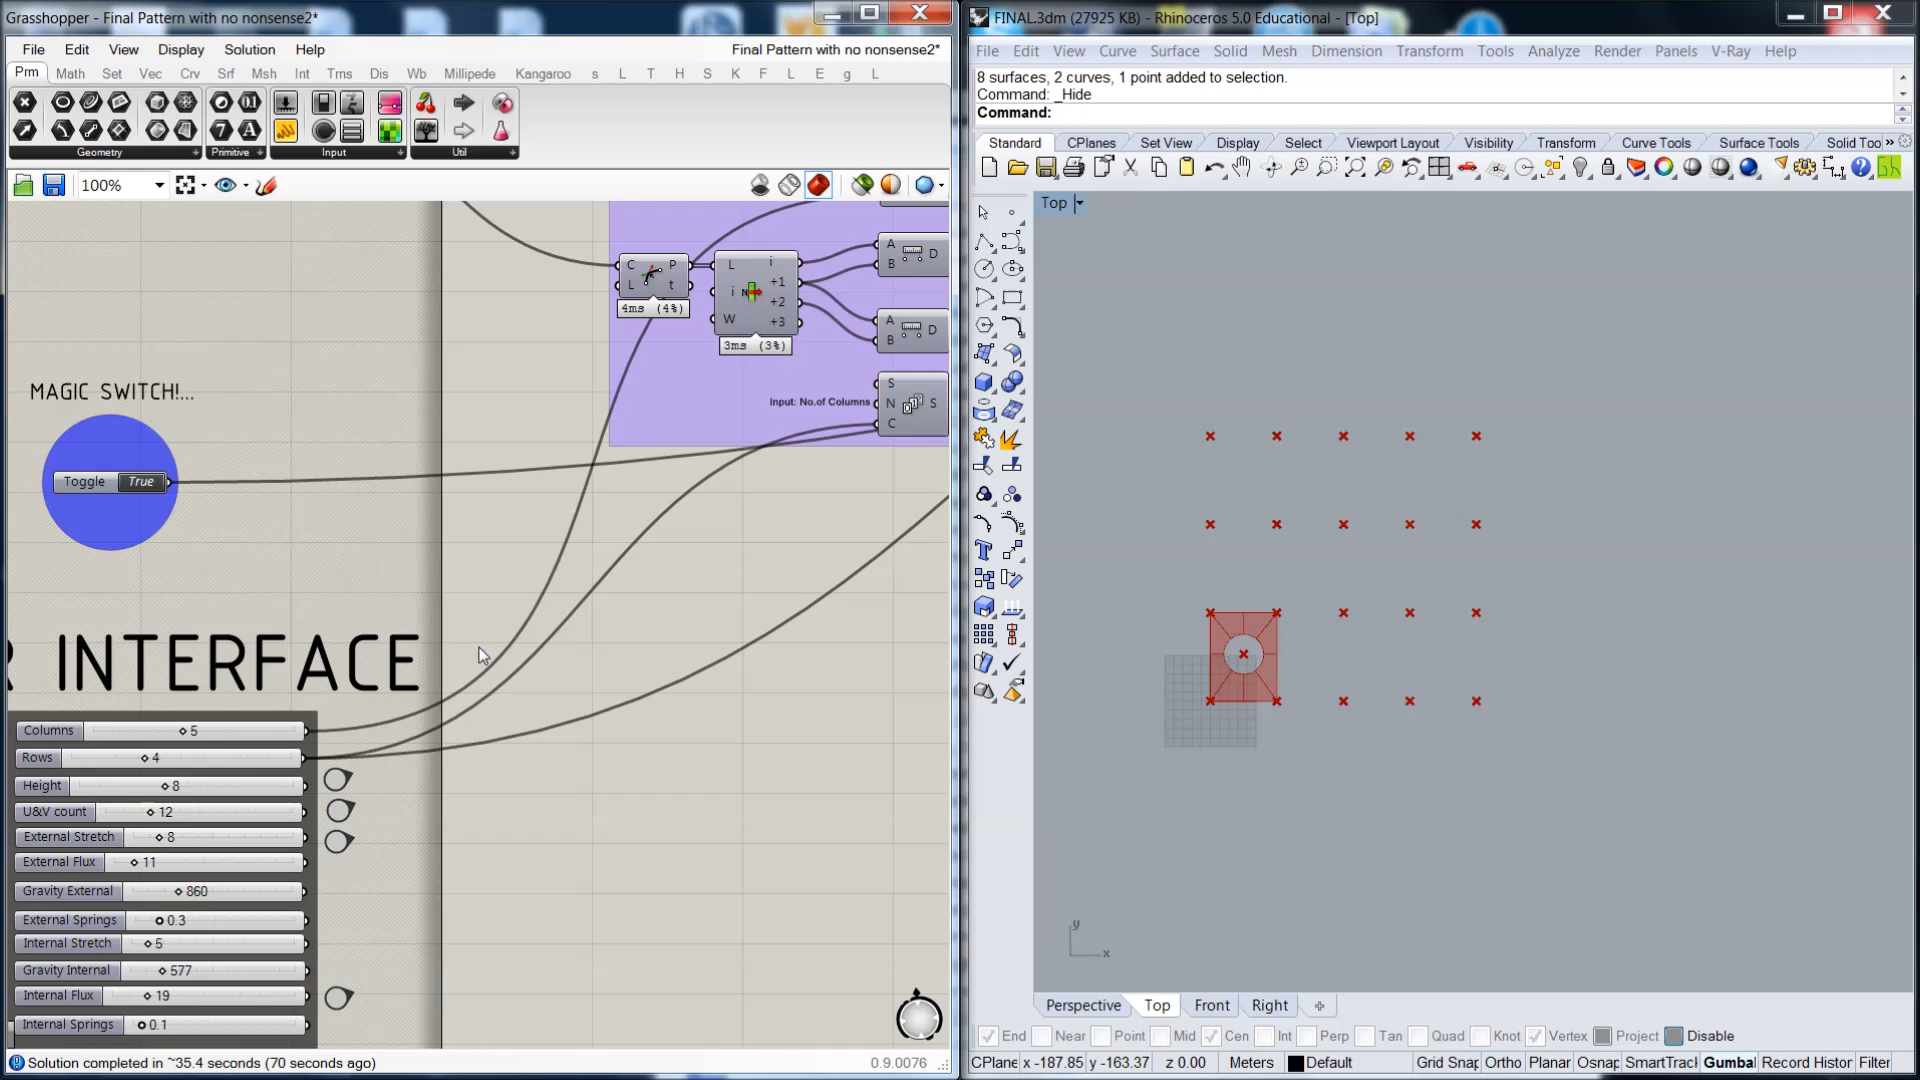 Grasshopper - Final Pattern with no nonsense2*
File Edit View Display Solution Help
Final Pattern with no nonsense2*
Prm Math Set Vec Crv Srf Msh Int Trns Dis Wb Millipede Kangaroo s L T H S K F L E g L
Geometry Primitive Input Util
100%
C P
L t
4ms (4%)
L i
i +1
+2
W +3
3ms (3%)
A D
B
A D
B
S
Input: No.of Columns N S
C
MAGIC SWITCH!...
Toggle True
R INTERFACE
Columns 5
Rows 4
Height 8
U&V count 12
External Stretch 8
External Flux 11
Gravity External 860
External Springs 0.3
Internal Stretch 5
Gravity Internal 577
Internal Flux 19
Internal Springs 0.1
Solution completed in ~35.4 seconds (70 seconds ago)
0.9.0076
FINAL.3dm (27925 KB) - Rhinoceros 5.0 Educational - [Top]
File Edit View Curve Surface Solid Mesh Dimension Transform Tools Analyze Render Panels V-Ray Help
8 surfaces, 2 curves, 1 point added to selection.
Command: _Hide
Command:
Standard CPlanes Set View Display Select Viewport Layout Visibility Transform Curve Tools Surface Tools Solid Too »
Top
y
x
Perspective Top Front Right
End Near Point Mid Cen Int Perp Tan Quad Knot Vertex Project Disable
CPlane x -187.85 y -163.37 z 0.00 Meters Default Grid Snap Ortho Planar Osnap SmartTrack Gumba Record Histor Filter